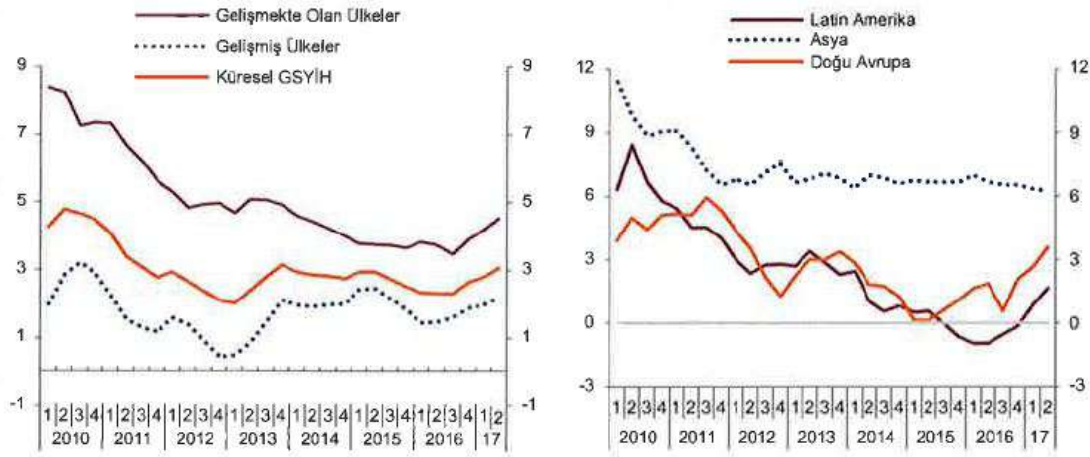 Gelişmekte Olan Ülkeler
Gelişmiş Ülkeler
Küresel GSYİH
9 9
7 7
5 5
3 3
1 1
-1 -1
1 2 3 4 1 2 3 4 1 2 3 4 1 2 3 4 1 2 3 4 1 2 3 4 1 2 3 4 1 2
2010 2011 2012 2013 2014 2015 2016 17
Latin Amerika
Asya
Doğu Avrupa
12 12
9 9
6 6
3 3
0 0
-3 -3
1 2 3 4 1 2 3 4 1 2 3 4 1 2 3 4 1 2 3 4 1 2 3 4 1 2 3 4 1 2
2010 2011 2012 2013 2014 2015 2016 17